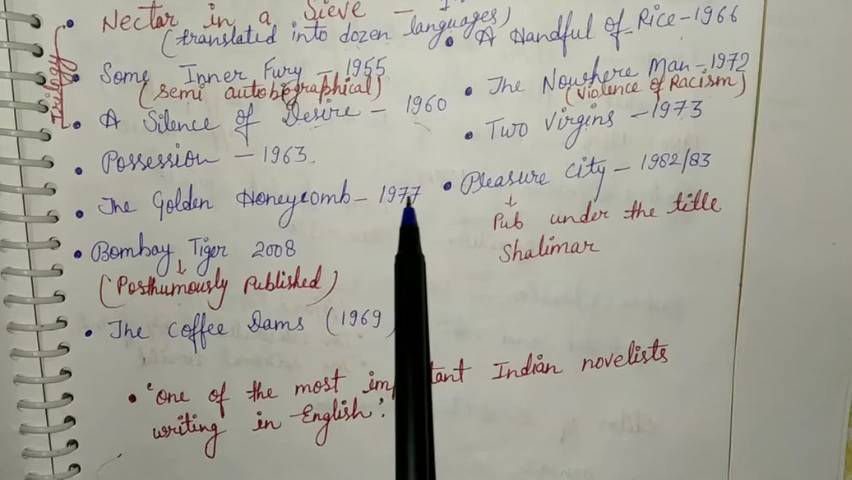 Trilogy
• Nectar in a Sieve –
(translated into dozen languages)
• Some Inner Fury – 1955
(semi autobiographical)
• A Silence of Desire – 1960
• Possession – 1963
• The Golden Honeycomb – 1977
• Bombay Tiger 2008
↓
(Posthumously Published)
• The Coffee Dams (1969
• A Handful of Rice – 1966
• The Nowhere Man – 1972
(Violence of Racism)
• Two Virgins – 1973
• Pleasure City – 1982/83
↓
Pub under the title
Shalimar
• 'One of the most important Indian novelists
writing in English.'